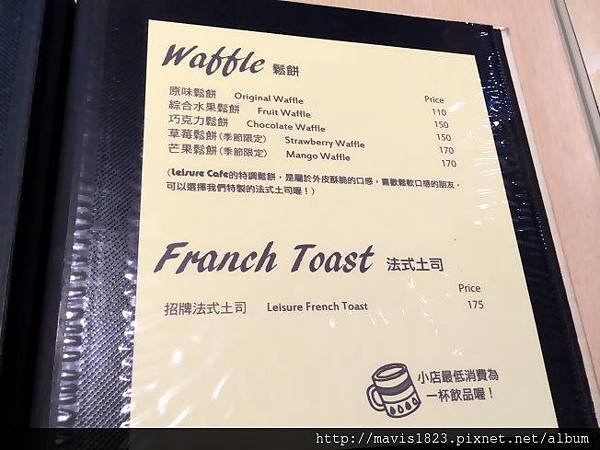 Waffle 鬆餅
Price
原味鬆餅 Original Waffle 110
綜合水果鬆餅 Fruit Waffle 150
巧克力鬆餅 Chocolate Waffle 150
草莓鬆餅(季節限定) Strawberry Waffle 170
芒果鬆餅(季節限定) Mango Waffle 170
(Leisure Cafe的特調鬆餅，是屬於外皮酥脆的口感，喜歡鬆軟口感的朋友，
可以選擇我們特製的法式土司喔！)
Franch Toast 法式土司
Price
招牌法式土司 Leisure French Toast 175
小店最低消費為
一杯飲品喔！
http://mavis1823.pixnet.net/album